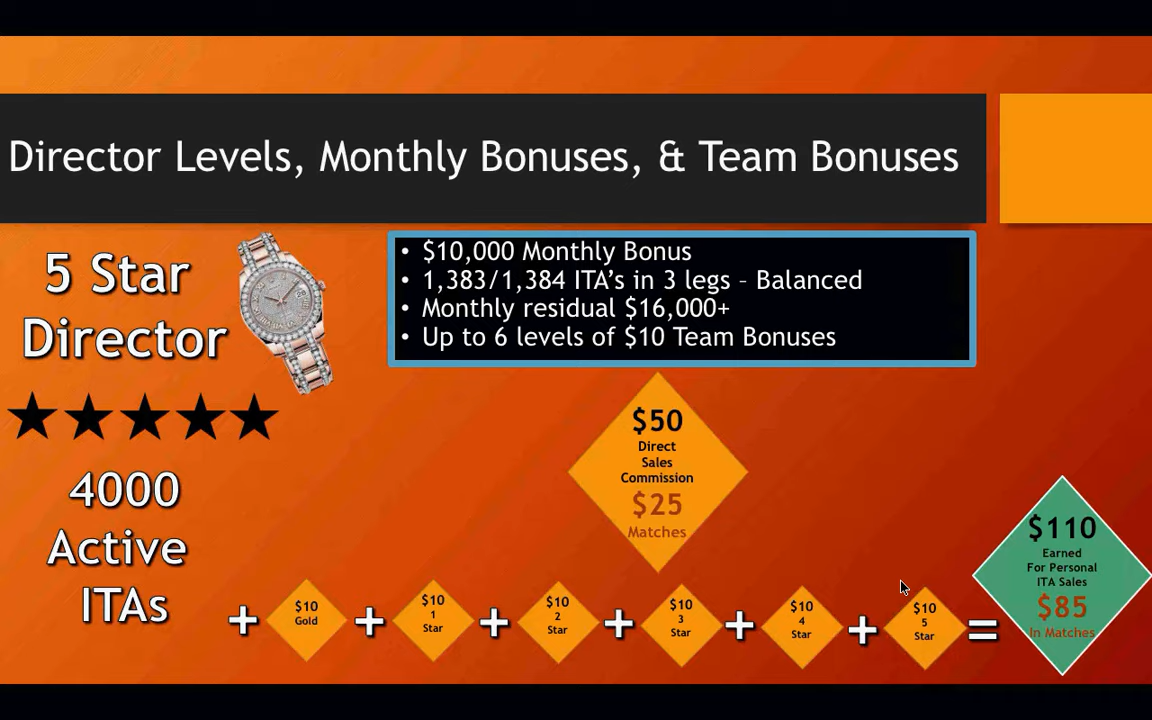 Director Levels, Monthly Bonuses, & Team Bonuses
5 Star
Director
• $10,000 Monthly Bonus
• 1,383/1,384 ITA’s in 3 legs – Balanced
• Monthly residual $16,000+
• Up to 6 levels of $10 Team Bonuses
4000
Active
ITAs
$50
Direct
Sales
Commission
$25
Matches
+
$10
Gold
+
$10
1
Star
+
$10
2
Star
+
$10
3
Star
+
$10
4
Star
+
$10
5
Star
=
$110
Earned
For Personal
ITA Sales
$85
In Matches